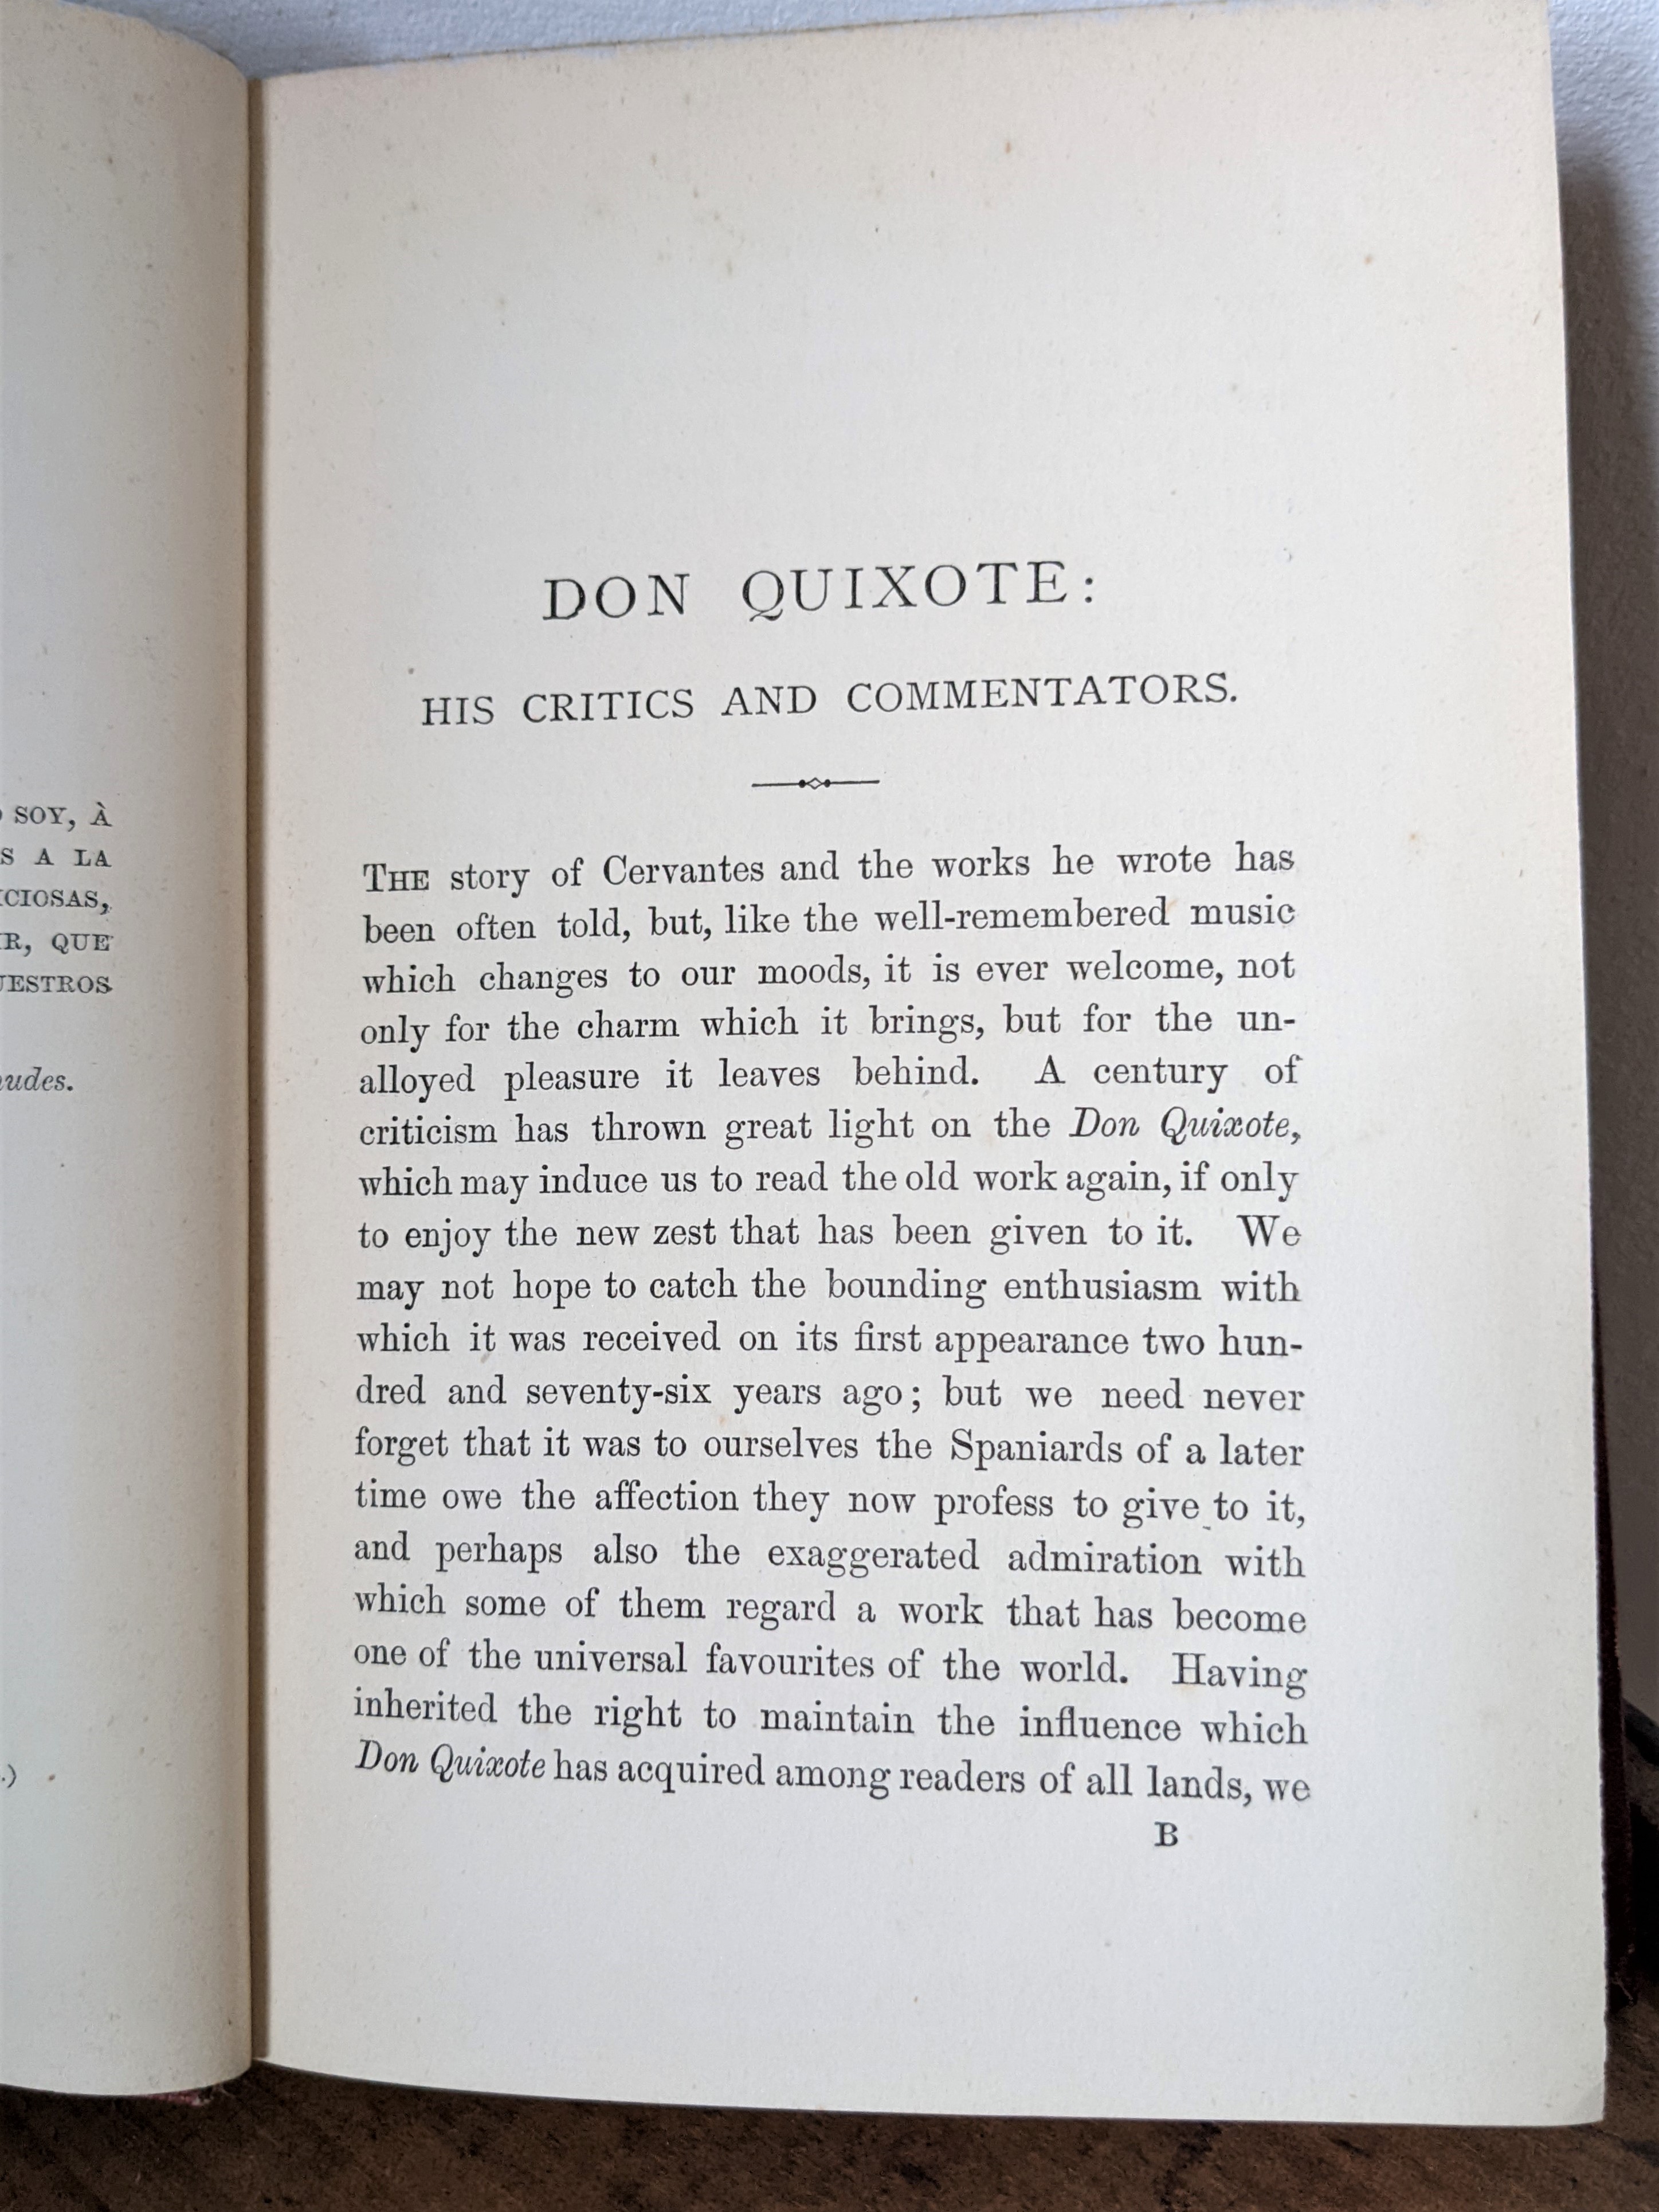 SOY, À
A LA
QUE
DON QUIXOTE:
HIS CRITICS AND COMMENTATORS.
THE story of Cervantes and the works he wrote has
been often told, but, like the well-remembered music
which changes to our moods, it is ever welcome, not
only for the charm which it brings, but for the un-
alloyed pleasure it leaves behind. A century of
criticism has thrown great light on the Don Quixote,
which may induce us to read the old work again, if only
to enjoy the new zest that has been given to it. We
may not hope to catch the bounding enthusiasm with
which it was received on its first appearance two hun-
dred and seventy-six years ago; but we need never
forget that it was to ourselves the Spaniards of a later
time owe the affection they now profess to give to it,
and perhaps also the exaggerated admiration with
which some of them regard a work that has become
one of the universal favourites of the world. Having
inherited the right to maintain the influence which
Don Quixote has acquired among readers of all lands, we
B